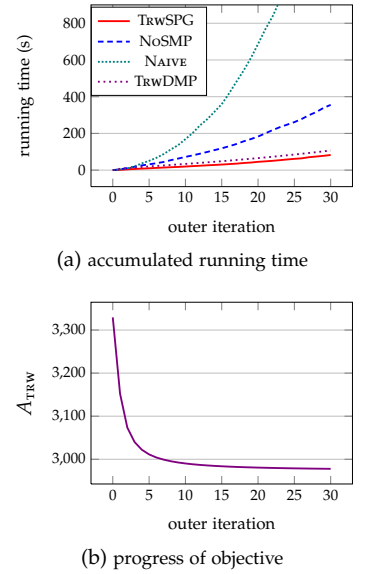 800
600
400
200
0
running time (s)
TRWSPG
NOSMP
NAIVE
TRWDMP
0 5 10 15 20 25 30
outer iteration
(a) accumulated running time
3,300
3,200
3,100
3,000
A_TRW
0 5 10 15 20 25 30
outer iteration
(b) progress of objective